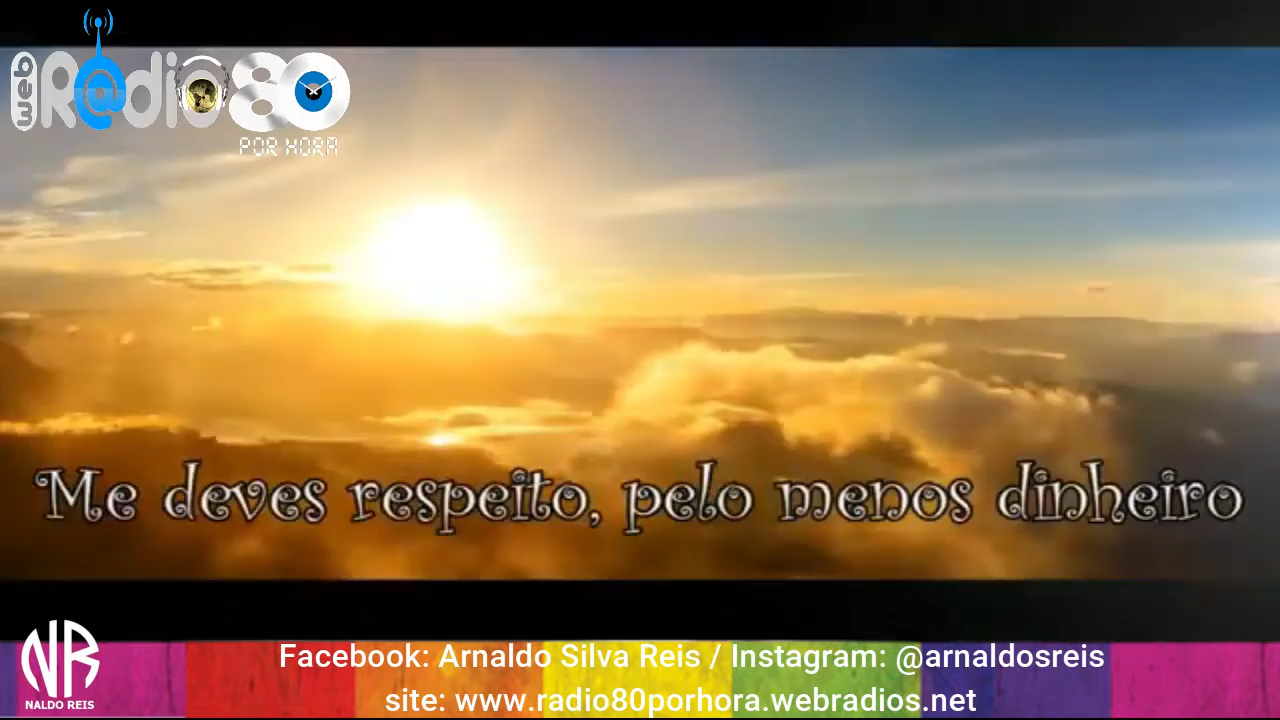 web R@dio 80
POR HORA
Me deves respeito, pelo menos dinheiro
NR
NALDO REIS
Facebook: Arnaldo Silva Reis / Instagram: @arnaldosreis
site: www.radio80porhora.webradios.net